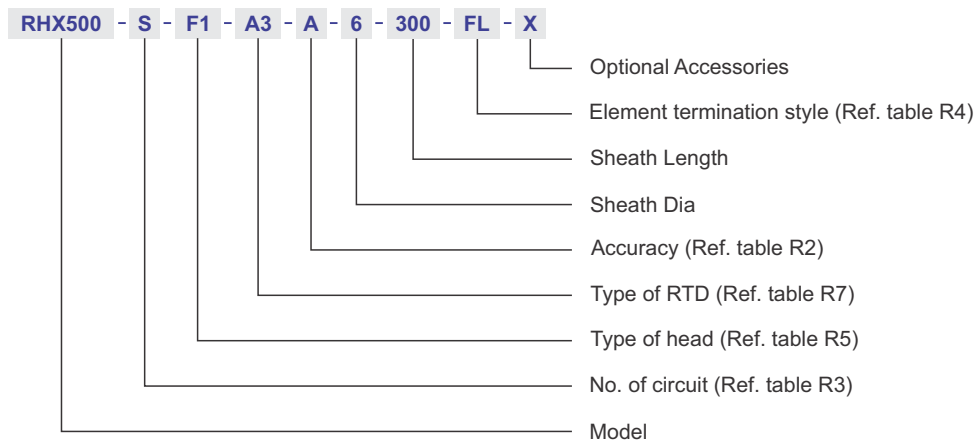 RHX500 - S - F1 - A3 - A - 6 - 300 - FL - X
Optional Accessories
Element termination style (Ref. table R4)
Sheath Length
Sheath Dia
Accuracy (Ref. table R2)
Type of RTD (Ref. table R7)
Type of head (Ref. table R5)
No. of circuit (Ref. table R3)
Model